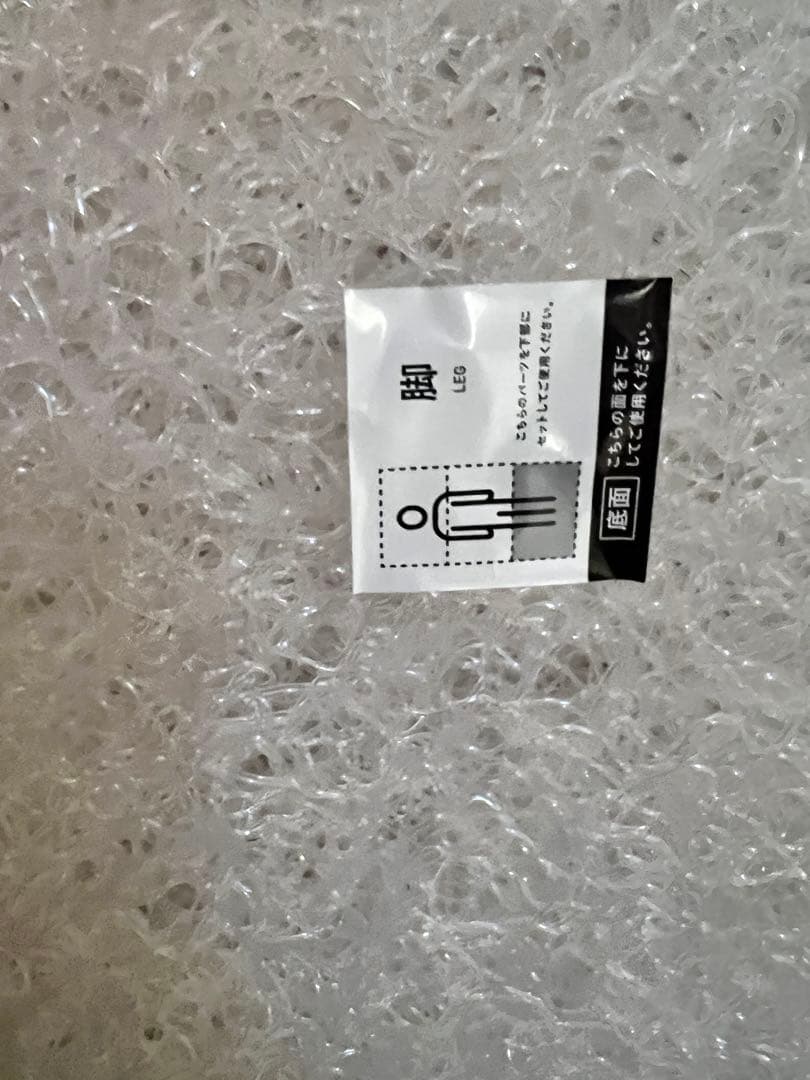 脚
LEG
こちらのパーツを下部に
セットしてご使用ください。
底面
こちらの面を下に
してご使用ください。